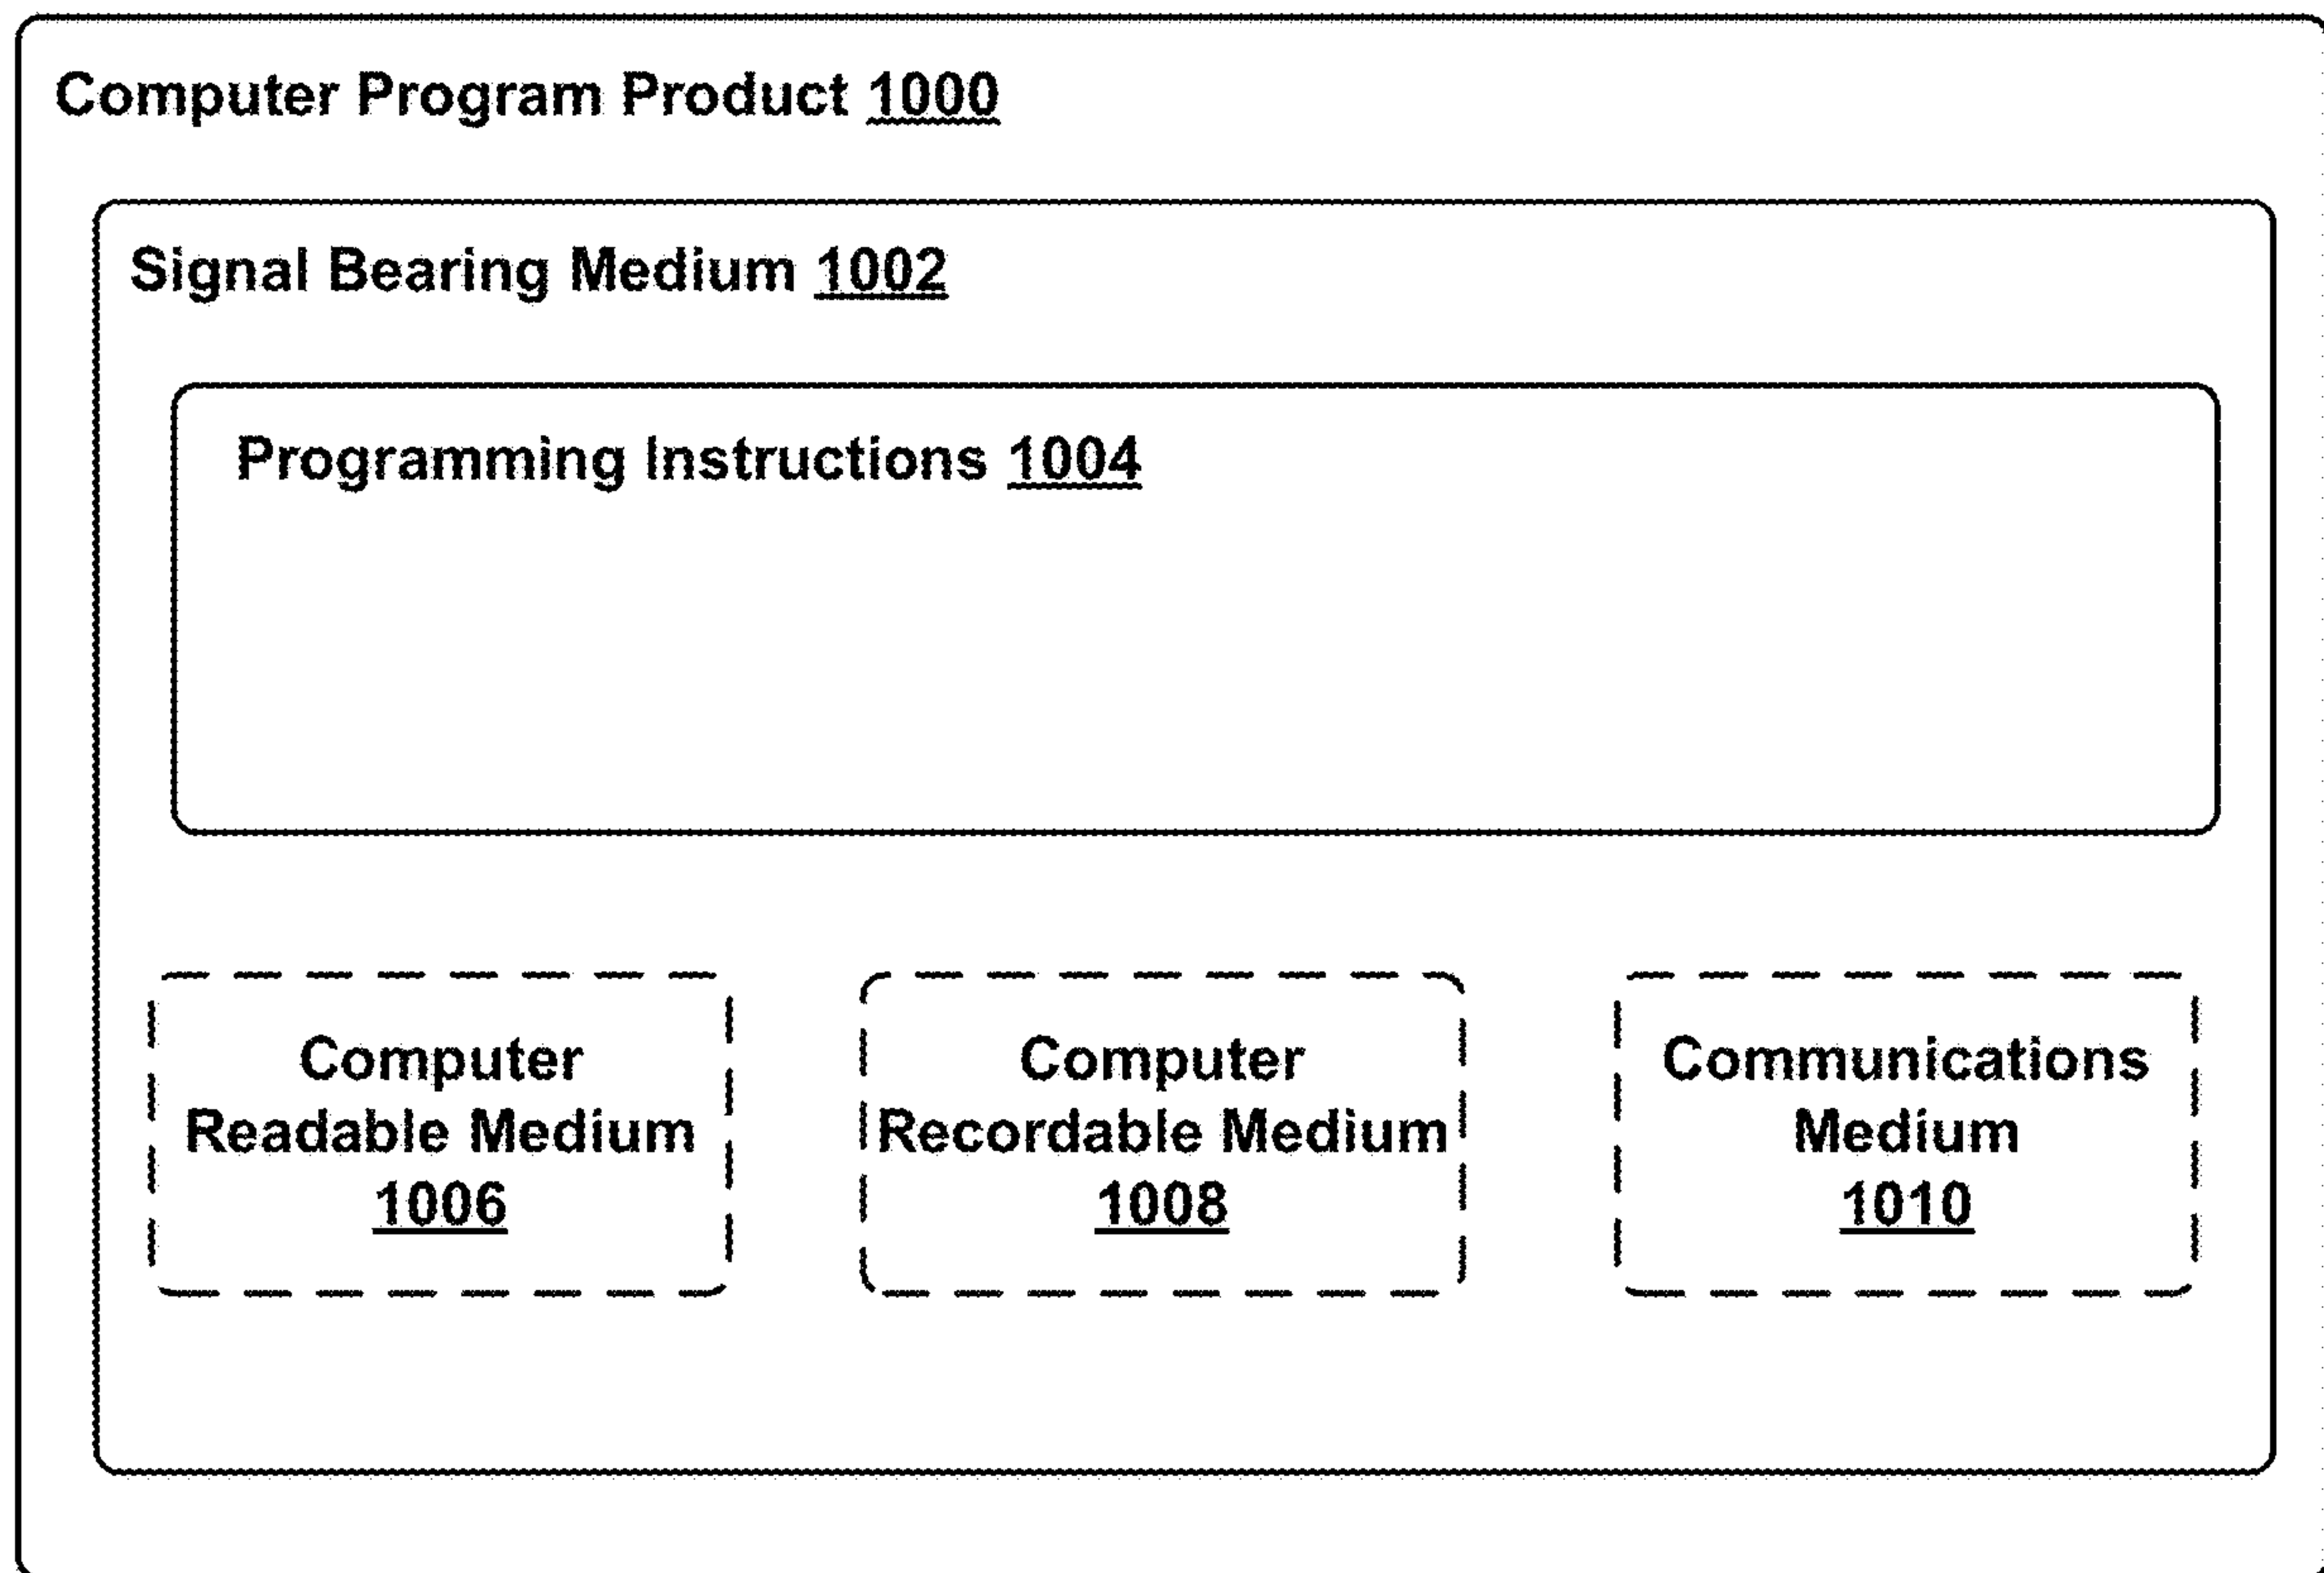 Computer Program Product 1000
Signal Bearing Medium 1002
Programming Instructions 1004
Computer
Readable Medium
1006
Computer
Recordable Medium
1008
Communications
Medium
1010